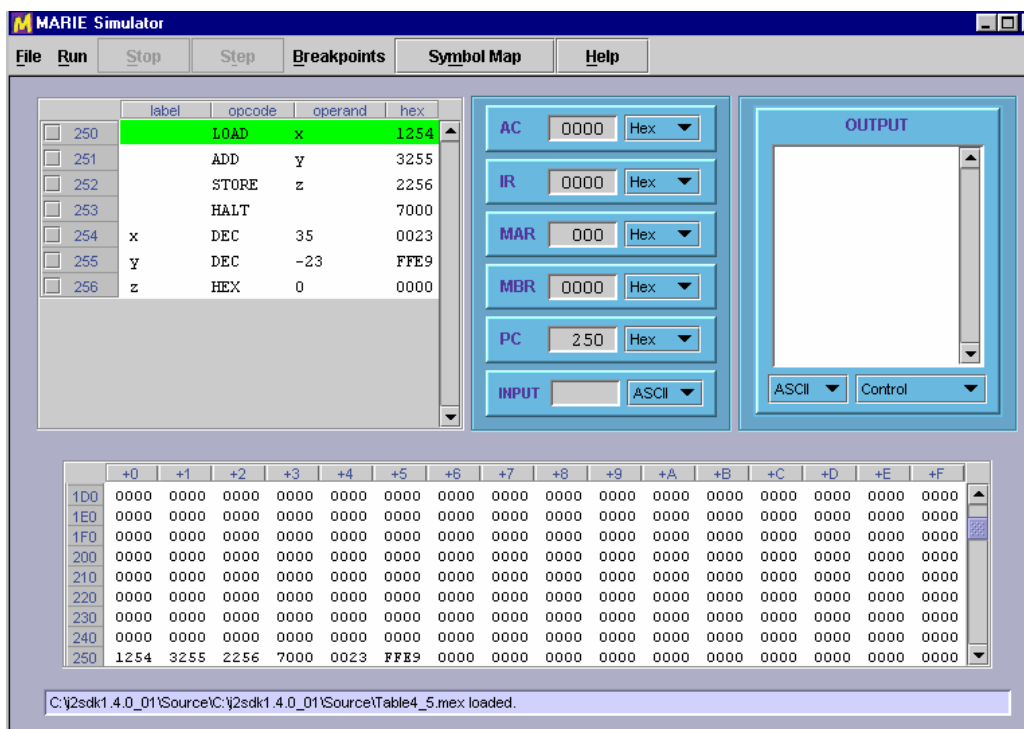 MARIE Simulator
File Run Stop Step Breakpoints Symbol Map Help
label opcode operand hex
250 LOAD x 1254
251 ADD y 3255
252 STORE z 2256
253 HALT 7000
254 x DEC 35 0023
255 y DEC -23 FFE9
256 z HEX 0 0000
AC 0000 Hex
IR 0000 Hex
MAR 000 Hex
MBR 0000 Hex
PC 250 Hex
INPUT ASCII
OUTPUT
ASCII Control
+0 +1 +2 +3 +4 +5 +6 +7 +8 +9 +A +B +C +D +E +F
1D0 0000 0000 0000 0000 0000 0000 0000 0000 0000 0000 0000 0000 0000 0000 0000 0000
1E0 0000 0000 0000 0000 0000 0000 0000 0000 0000 0000 0000 0000 0000 0000 0000 0000
1F0 0000 0000 0000 0000 0000 0000 0000 0000 0000 0000 0000 0000 0000 0000 0000 0000
200 0000 0000 0000 0000 0000 0000 0000 0000 0000 0000 0000 0000 0000 0000 0000 0000
210 0000 0000 0000 0000 0000 0000 0000 0000 0000 0000 0000 0000 0000 0000 0000 0000
220 0000 0000 0000 0000 0000 0000 0000 0000 0000 0000 0000 0000 0000 0000 0000 0000
230 0000 0000 0000 0000 0000 0000 0000 0000 0000 0000 0000 0000 0000 0000 0000 0000
240 0000 0000 0000 0000 0000 0000 0000 0000 0000 0000 0000 0000 0000 0000 0000 0000
250 1254 3255 2256 7000 0023 FFE9 0000 0000 0000 0000 0000 0000 0000 0000 0000 0000
C:\j2sdk1.4.0_01\Source\C:\j2sdk1.4.0_01\Source\Table4_5.mex loaded.